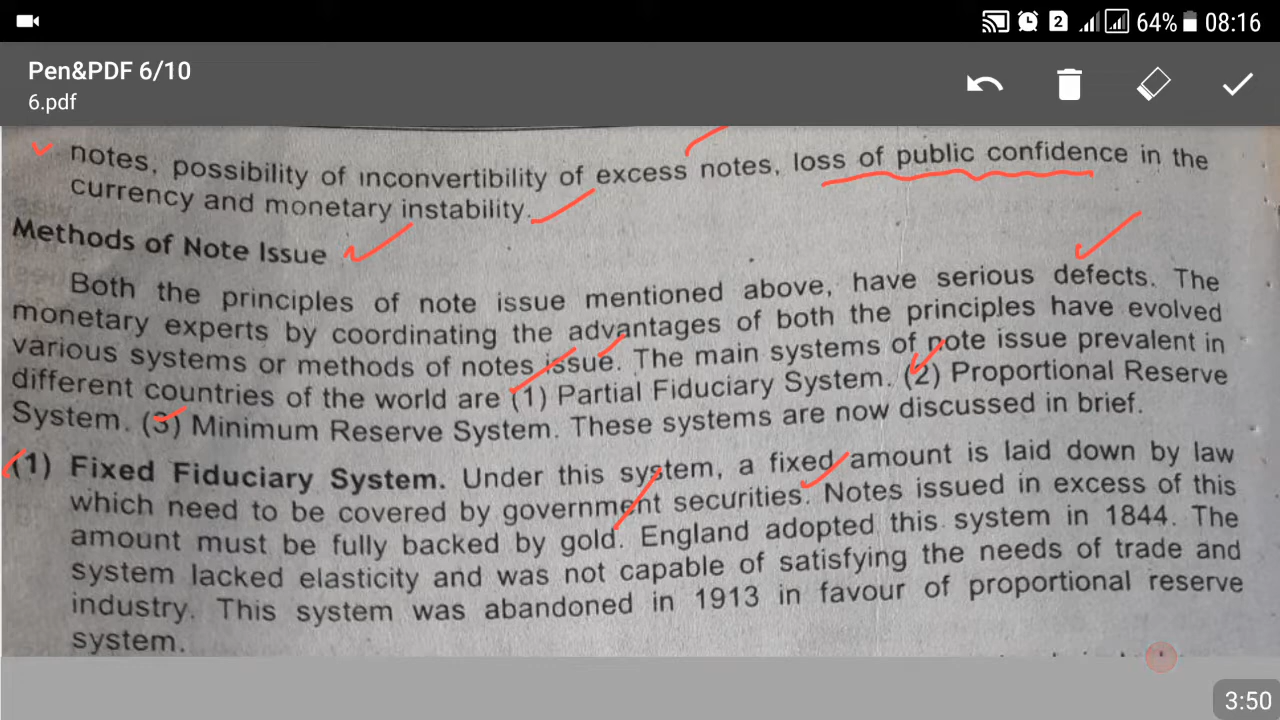 2 64% 08:16
Pen&PDF 6/10
6.pdf
notes, possibility of inconvertibility of excess notes, loss of public confidence in the
currency and monetary instability.
Methods of Note Issue
Both the principles of note issue mentioned above, have serious defects. The
monetary experts by coordinating the advantages of both the principles have evolved
various systems or methods of notes issue. The main systems of note issue prevalent in
different countries of the world are (1) Partial Fiduciary System. (2) Proportional Reserve
System. (3) Minimum Reserve System. These systems are now discussed in brief.
(1) Fixed Fiduciary System. Under this system, a fixed amount is laid down by law
which need to be covered by government securities. Notes issued in excess of this
amount must be fully backed by gold. England adopted this system in 1844. The
system lacked elasticity and was not capable of satisfying the needs of trade and
industry. This system was abandoned in 1913 in favour of proportional reserve
system.
3:50